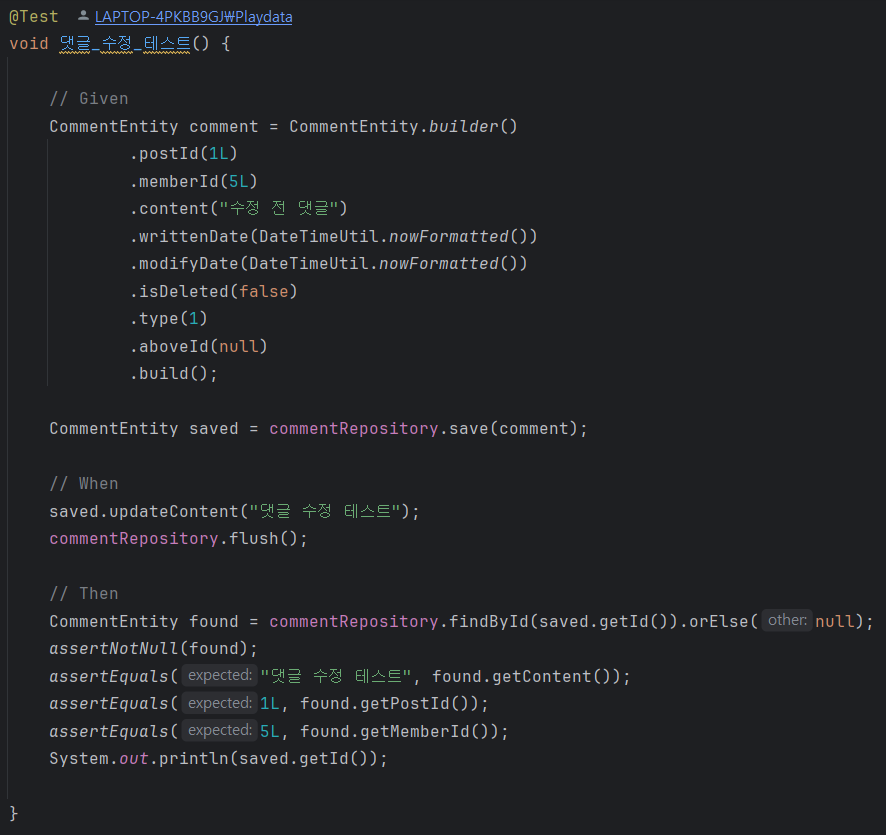 @Test LAPTOP-4PKBB9GJ₩Playdata
void 댓글_수정_테스트() {
// Given
CommentEntity comment = CommentEntity.builder()
.postId(1L)
.memberId(5L)
.content("수정 전 댓글")
.writtenDate(DateTimeUtil.nowFormatted())
.modifyDate(DateTimeUtil.nowFormatted())
.isDeleted(false)
.type(1)
.aboveId(null)
.build();
CommentEntity saved = commentRepository.save(comment);
// When
saved.updateContent("댓글 수정 테스트");
commentRepository.flush();
// Then
CommentEntity found = commentRepository.findById(saved.getId()).orElse( other: null);
assertNotNull(found);
assertEquals( expected: "댓글 수정 테스트", found.getContent());
assertEquals( expected: 1L, found.getPostId());
assertEquals( expected: 5L, found.getMemberId());
System.out.println(saved.getId());
}